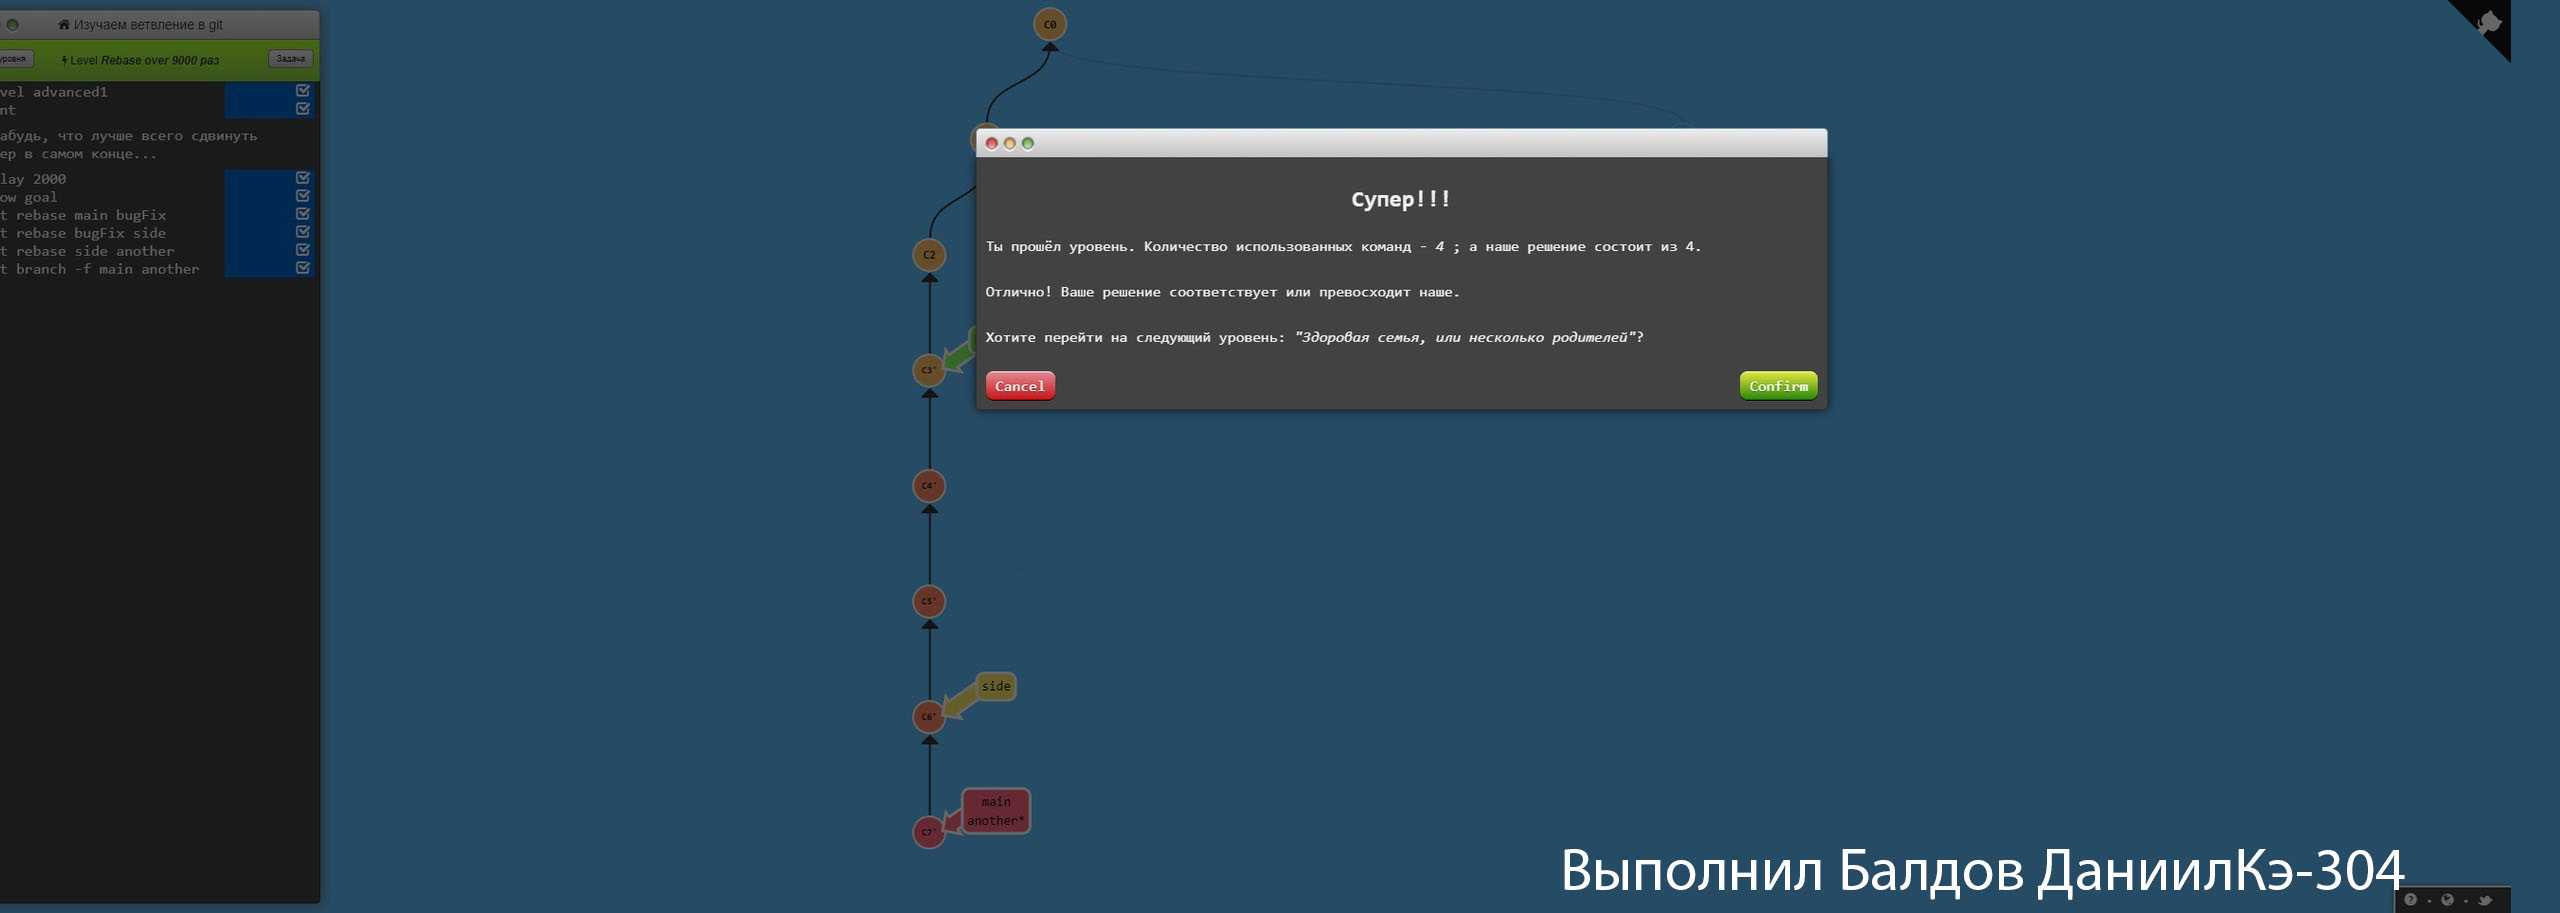 Изучаем ветвление в git
уровня
Level Rebase over 9000 раз
Задача
vel advanced1
nt
абудь, что лучше всего сдвинуть
ер в самом конце...
lay 2000
ow goal
t rebase main bugFix
t rebase bugFix side
t rebase side another
t branch -f main another
C0
C2
C3'
C4'
C5'
C6'
C7'
side
main
another*
Супер!!!
Ты прошёл уровень. Количество использованных команд - 4 ; а наше решение состоит из 4.
Отлично! Ваше решение соответствует или превосходит наше.
Хотите перейти на следующий уровень: "Здоровая семья, или несколько родителей"?
Cancel
Confirm
Выполнил Балдов ДаниилКэ-304